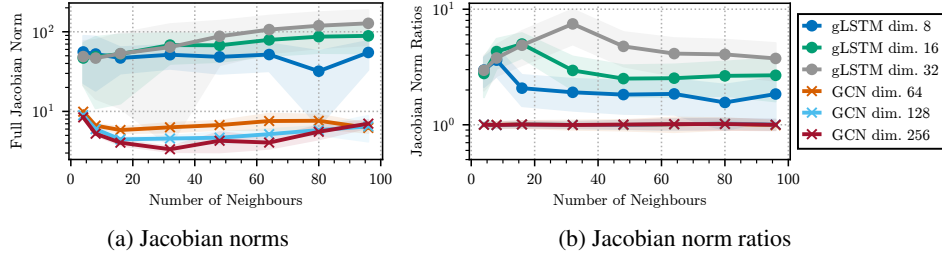 Full Jacobian Norm
10²
10¹
0 20 40 60 80 100
Number of Neighbours
(a) Jacobian norms
Jacobian Norm Ratios
10¹
10⁰
0 20 40 60 80 100
Number of Neighbours
(b) Jacobian norm ratios
gLSTM dim. 8
gLSTM dim. 16
gLSTM dim. 32
GCN dim. 64
GCN dim. 128
GCN dim. 256